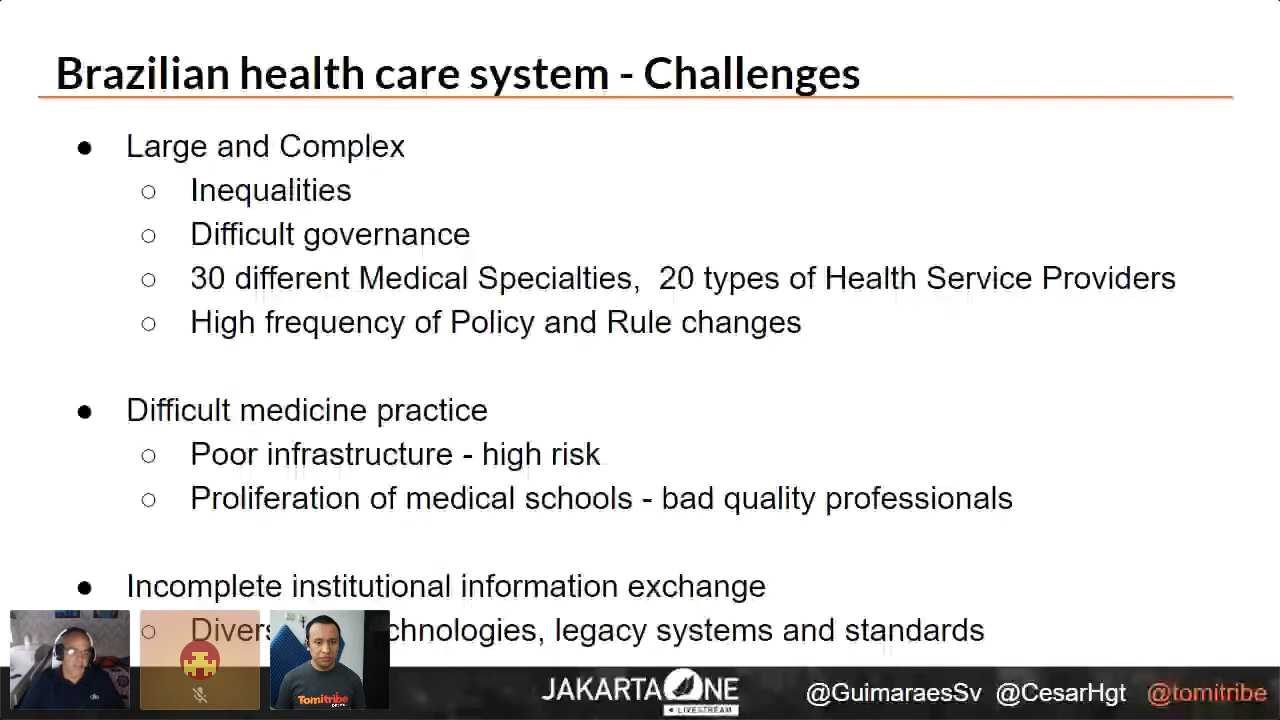 Brazilian health care system - Challenges
● Large and Complex
○ Inequalities
○ Difficult governance
○ 30 different Medical Specialties,  20 types of Health Service Providers
○ High frequency of Policy and Rule changes
● Difficult medicine practice
○ Poor infrastructure - high risk
○ Proliferation of medical schools - bad quality professionals
● Incomplete institutional information exchange
○ legacy systems and standards
Tomitribe
JAKARTA ONE
LIVESTREAM
@GuimaraesSv @CesarHgt @tomitribe